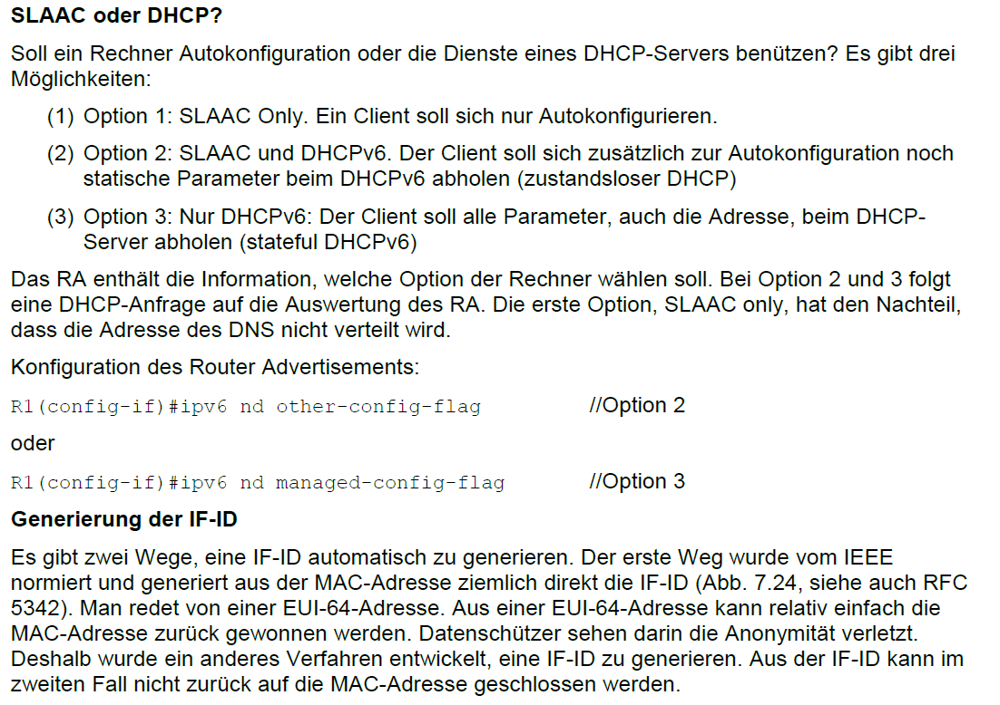 SLAAC oder DHCP?
Soll ein Rechner Autokonfiguration oder die Dienste eines DHCP-Servers benützen? Es gibt drei
Möglichkeiten:
(1) Option 1: SLAAC Only. Ein Client soll sich nur Autokonfigurieren.
(2) Option 2: SLAAC und DHCPv6. Der Client soll sich zusätzlich zur Autokonfiguration noch
statische Parameter beim DHCPv6 abholen (zustandsloser DHCP)
(3) Option 3: Nur DHCPv6: Der Client soll alle Parameter, auch die Adresse, beim DHCP-
Server abholen (stateful DHCPv6)
Das RA enthält die Information, welche Option der Rechner wählen soll. Bei Option 2 und 3 folgt
eine DHCP-Anfrage auf die Auswertung des RA. Die erste Option, SLAAC only, hat den Nachteil,
dass die Adresse des DNS nicht verteilt wird.
Konfiguration des Router Advertisements:
R1(config-if)#ipv6 nd other-config-flag //Option 2
oder
R1(config-if)#ipv6 nd managed-config-flag //Option 3
Generierung der IF-ID
Es gibt zwei Wege, eine IF-ID automatisch zu generieren. Der erste Weg wurde vom IEEE
normiert und generiert aus der MAC-Adresse ziemlich direkt die IF-ID (Abb. 7.24, siehe auch RFC
5342). Man redet von einer EUI-64-Adresse. Aus einer EUI-64-Adresse kann relativ einfach die
MAC-Adresse zurück gewonnen werden. Datenschützer sehen darin die Anonymität verletzt.
Deshalb wurde ein anderes Verfahren entwickelt, eine IF-ID zu generieren. Aus der IF-ID kann im
zweiten Fall nicht zurück auf die MAC-Adresse geschlossen werden.